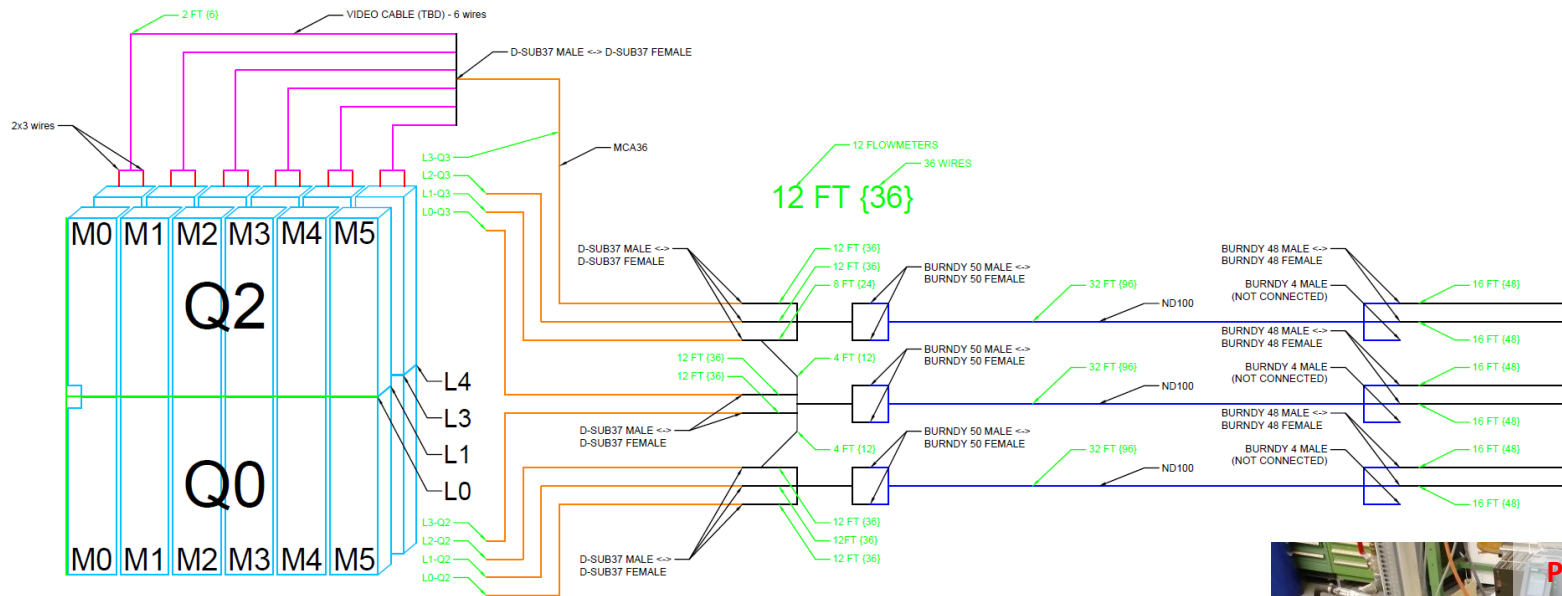 2 FT {6}
VIDEO CABLE (TBD) - 6 wires
D-SUB37 MALE <-> D-SUB37 FEMALE
2x3 wires
MCA36
L3-Q3
L2-Q3
L1-Q3
L0-Q3
12 FLOWMETERS
36 WIRES
12 FT {36}
M0 M1 M2 M3 M4 M5
Q2
Q0
M0 M1 M2 M3 M4 M5
L4
L3
L1
L0
L3-Q2
L2-Q2
L1-Q2
L0-Q2
D-SUB37 MALE <->
D-SUB37 FEMALE
12 FT {36}
12 FT {36}
8 FT {24}
BURNDY 50 MALE <->
BURNDY 50 FEMALE
32 FT {96}
ND100
BURNDY 48 MALE <->
BURNDY 48 FEMALE
BURNDY 4 MALE
(NOT CONNECTED)
16 FT {48}
16 FT {48}
12 FT {36}
12 FT {36}
4 FT {12}
D-SUB37 MALE <->
D-SUB37 FEMALE
4 FT {12}
BURNDY 50 MALE <->
BURNDY 50 FEMALE
32 FT {96}
ND100
BURNDY 48 MALE <->
BURNDY 48 FEMALE
BURNDY 4 MALE
(NOT CONNECTED)
16 FT {48}
16 FT {48}
BURNDY 50 MALE <->
BURNDY 50 FEMALE
32 FT {96}
ND100
BURNDY 48 MALE <->
BURNDY 48 FEMALE
BURNDY 4 MALE
(NOT CONNECTED)
16 FT {48}
16 FT {48}
12 FT {36}
12FT {36}
12 FT {36}
D-SUB37 MALE <->
D-SUB37 FEMALE
P